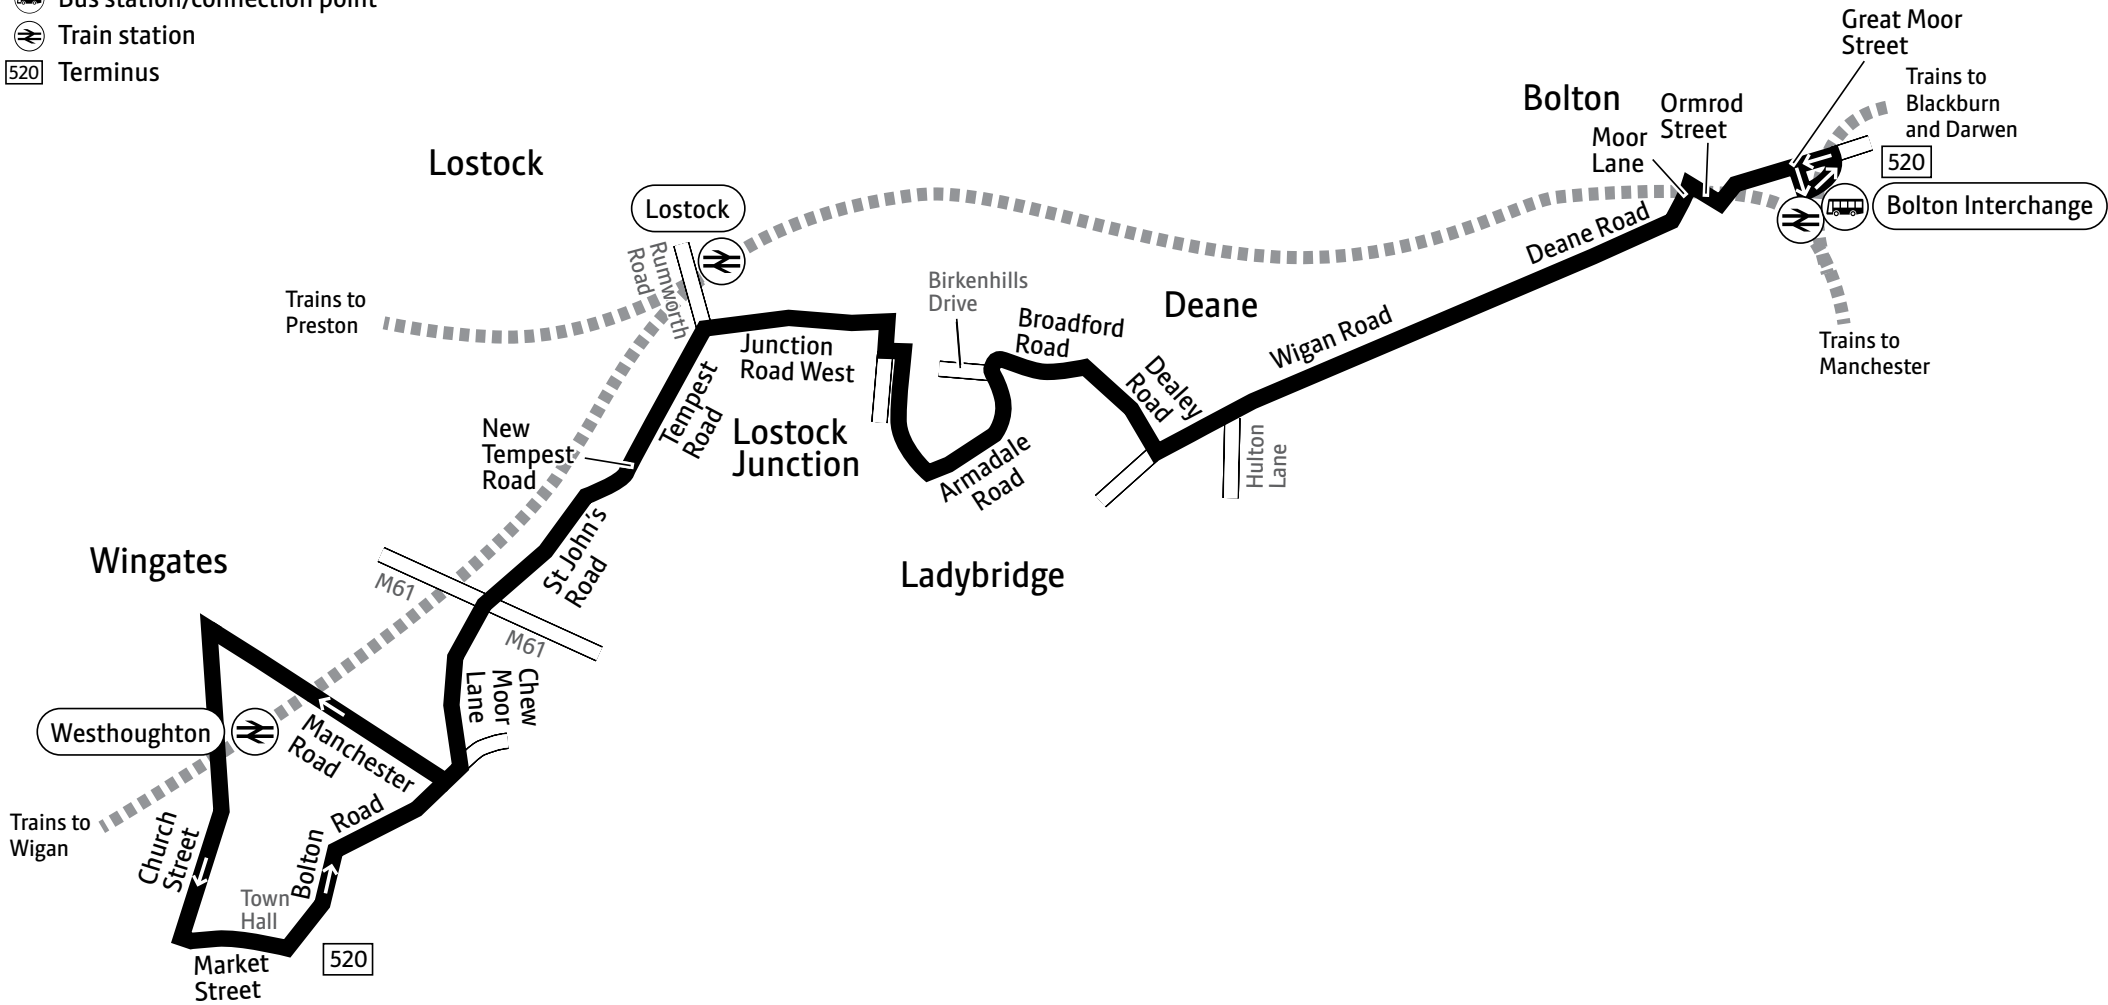 Bus station/connection point
Train station
520 Terminus
Great Moor
Street
Trains to
Blackburn
and Darwen
Bolton
Ormrod
Street
Moor
Lane
520
Bolton Interchange
Lostock
Lostock
Rumworth
Road
Deane Road
Trains to
Preston
Birkenhills
Drive
Deane
Broadford
Road
Wigan Road
Trains to
Manchester
Junction
Road West
Dealey
Road
Tempest
Road
New
Tempest
Road
Lostock
Junction
Hulton
Lane
Armadale
Road
St John's
Road
Wingates
M61
M61
Ladybridge
Chew
Moor
Lane
Westhoughton
Manchester
Road
Trains to
Wigan
Church
Street
Bolton
Road
Town
Hall
520
Market
Street